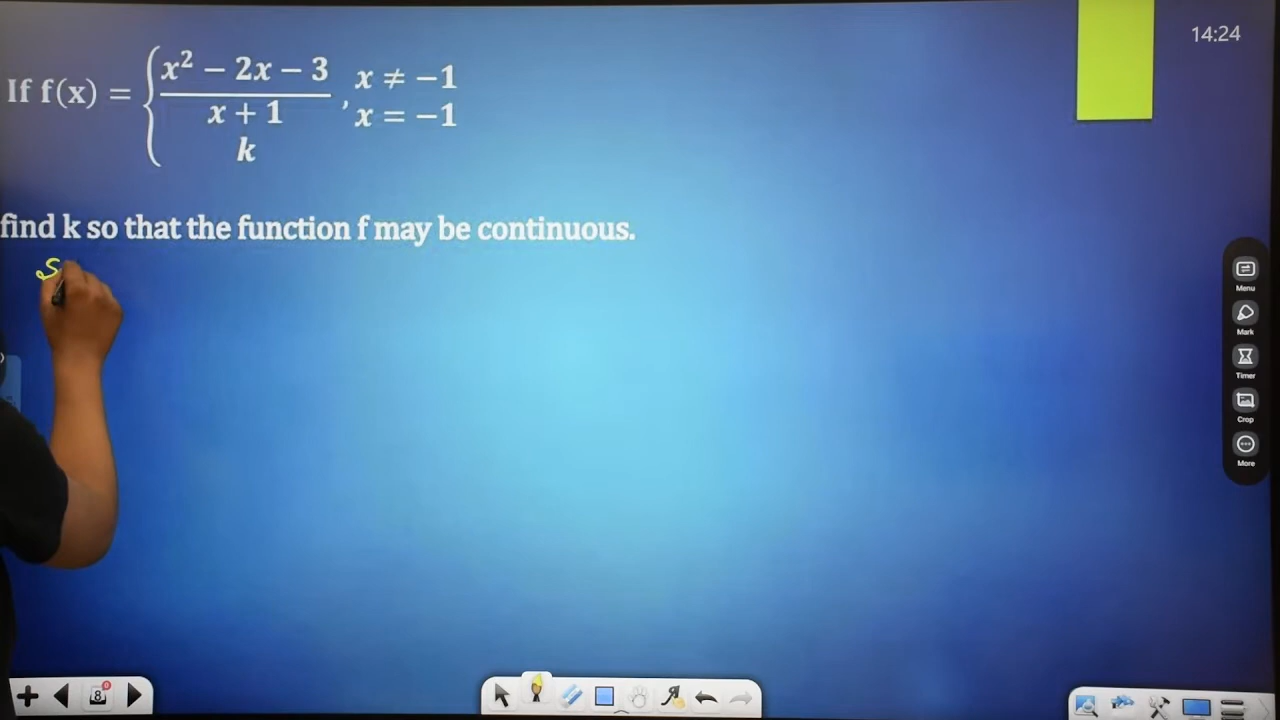 14:24
If f(x) = { x² − 2x − 3 x ≠ −1
x + 1 , x = −1
k
find k so that the function f may be continuous.
S
Menu
Mark
Timer
Crop
More
8